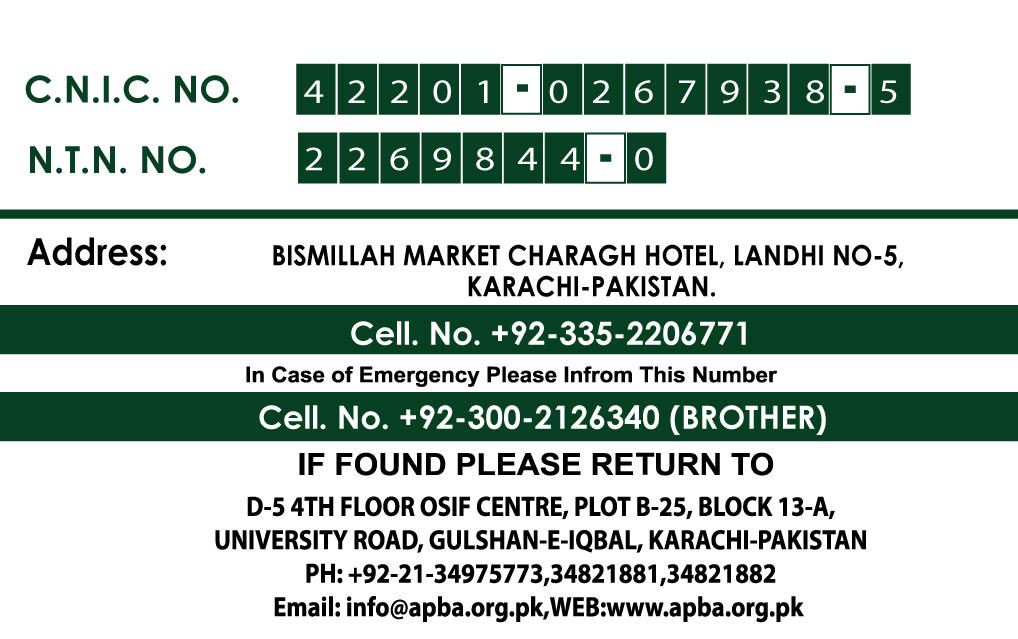 C.N.I.C. NO. 42201-0267938-5
N.T.N. NO. 2269844-0
Address: BISMILLAH MARKET CHARAGH HOTEL, LANDHI NO-5,
KARACHI-PAKISTAN.
Cell. No. +92-335-2206771
In Case of Emergency Please Infrom This Number
Cell. No. +92-300-2126340 (BROTHER)
IF FOUND PLEASE RETURN TO
D-5 4TH FLOOR OSIF CENTRE, PLOT B-25, BLOCK 13-A,
UNIVERSITY ROAD, GULSHAN-E-IQBAL, KARACHI-PAKISTAN
PH: +92-21-34975773,34821881,34821882
Email: info@apba.org.pk,WEB:www.apba.org.pk